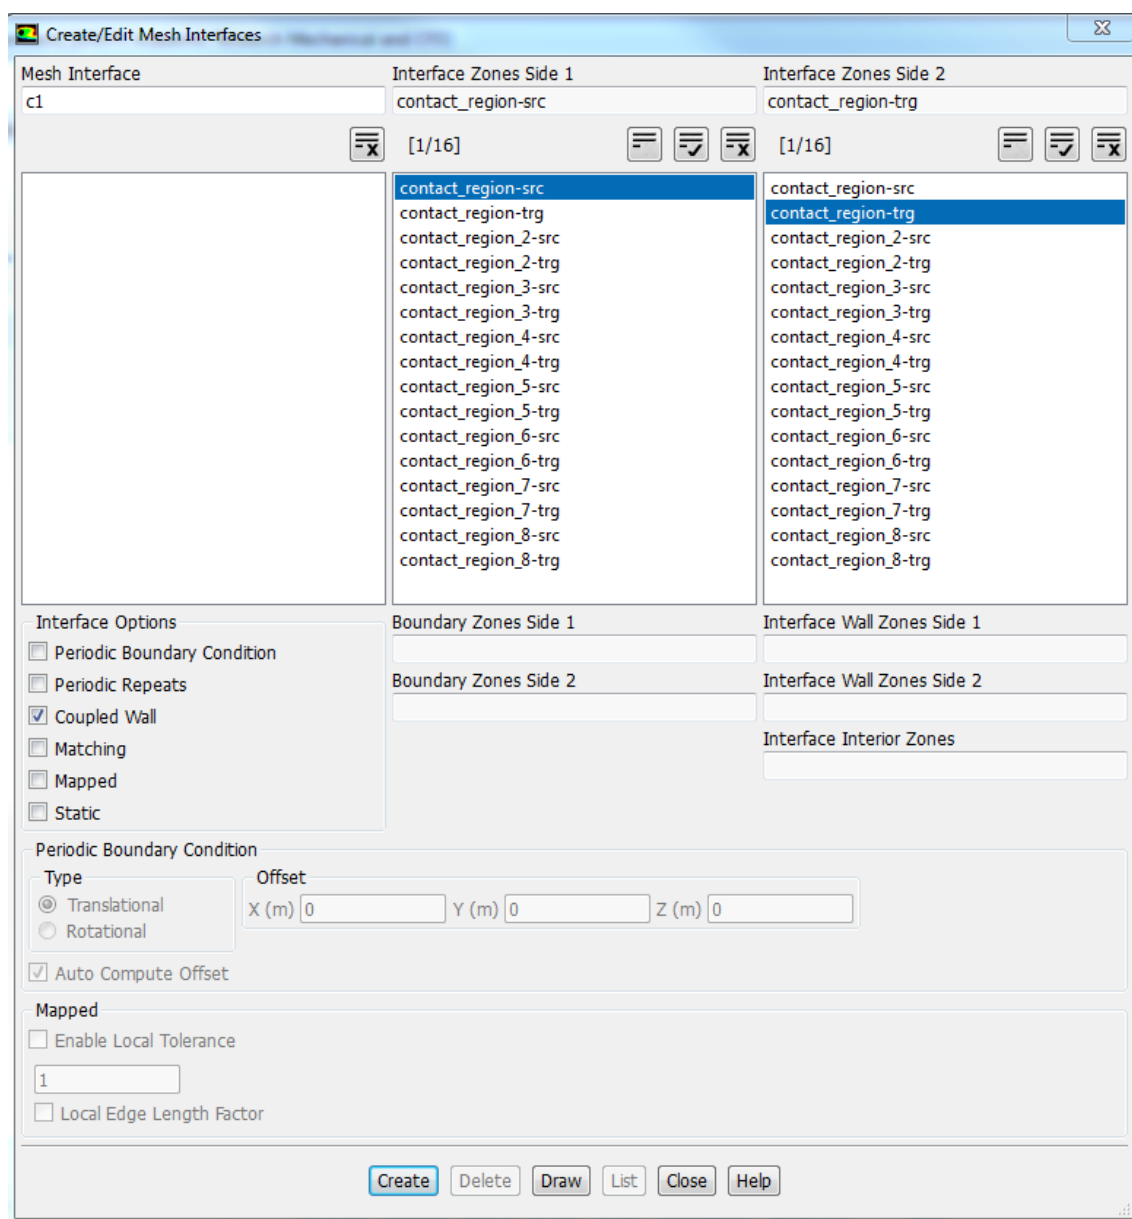 Create/Edit Mesh Interfaces
Mesh Interface
Interface Zones Side 1
Interface Zones Side 2
c1
contact_region-src
contact_region-trg
[1/16]
[1/16]
contact_region-src
contact_region-trg
contact_region_2-src
contact_region_2-trg
contact_region_3-src
contact_region_3-trg
contact_region_4-src
contact_region_4-trg
contact_region_5-src
contact_region_5-trg
contact_region_6-src
contact_region_6-trg
contact_region_7-src
contact_region_7-trg
contact_region_8-src
contact_region_8-trg
contact_region-src
contact_region-trg
contact_region_2-src
contact_region_2-trg
contact_region_3-src
contact_region_3-trg
contact_region_4-src
contact_region_4-trg
contact_region_5-src
contact_region_5-trg
contact_region_6-src
contact_region_6-trg
contact_region_7-src
contact_region_7-trg
contact_region_8-src
contact_region_8-trg
Interface Options
Periodic Boundary Condition
Periodic Repeats
Coupled Wall
Matching
Mapped
Static
Boundary Zones Side 1
Boundary Zones Side 2
Interface Wall Zones Side 1
Interface Wall Zones Side 2
Interface Interior Zones
Periodic Boundary Condition
Type
Translational
Rotational
Offset
X (m) 0 Y (m) 0 Z (m) 0
Auto Compute Offset
Mapped
Enable Local Tolerance
1
Local Edge Length Factor
Create Delete Draw List Close Help